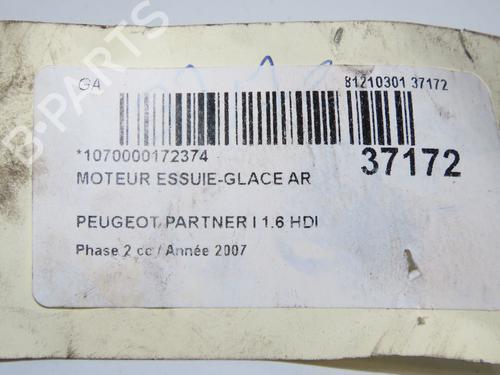 G4
81210301 37172
*1070000172374
37172
MOTEUR ESSUIE-GLACE AR
PEUGEOT PARTNER I 1.6 HDI
Phase 2 cc / Année 2007
B-PARTS